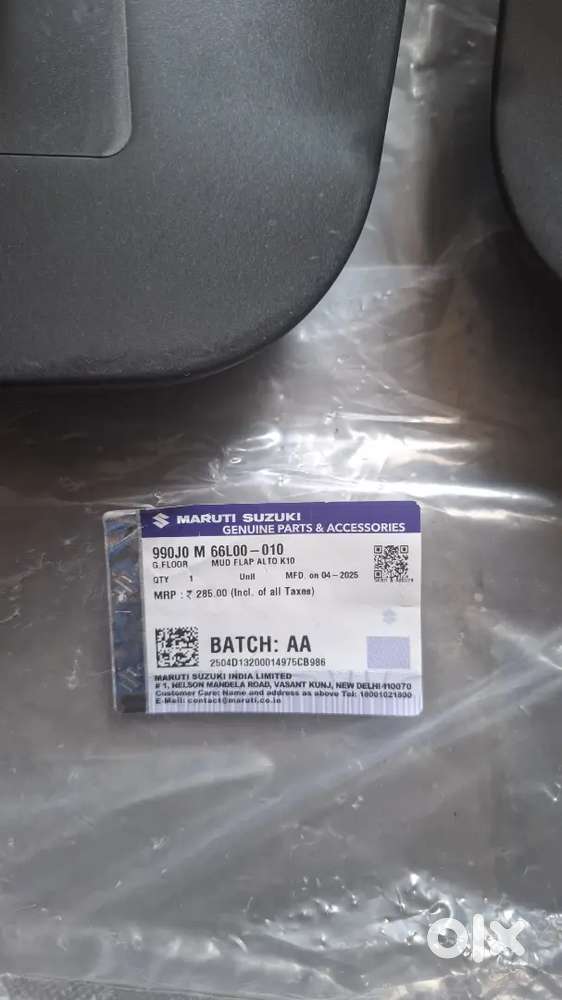 MARUTI SUZUKI
GENUINE PARTS & ACCESSORIES
990J0 M 66L00-010
G.FLOOR MUD FLAP ALTO K10
QTY 1 Unit MFD. on 04-2025
MRP : ₹ 285.00 (Incl. of all Taxes)
BATCH: AA
2504D13200014975CB986
MARUTI SUZUKI INDIA LIMITED
# 1, NELSON MANDELA ROAD, VASANT KUNJ, NEW DELHI-110070
Customer Care: Name and address as above Tel: 18001021800
E-Mail: contact@maruti.co.in
olx